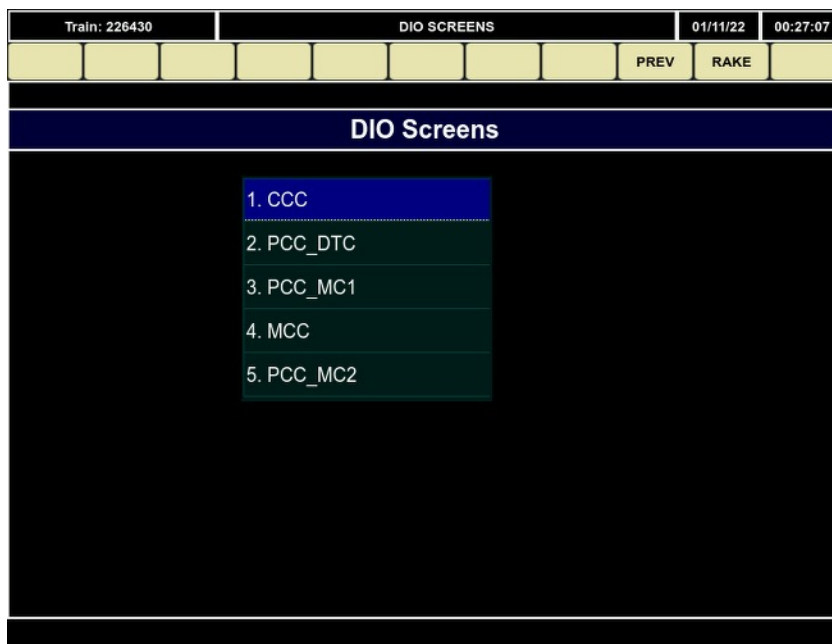 Train: 226430 DIO SCREENS 01/11/22 00:27:07
PREV RAKE
DIO Screens
1. CCC
2. PCC_DTC
3. PCC_MC1
4. MCC
5. PCC_MC2